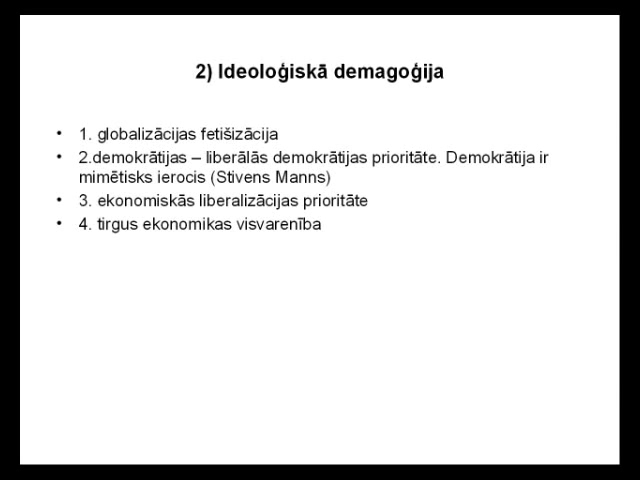 2) Ideoloģiskā demagoģija
• 1. globalizācijas fetišizācija
• 2.demokrātijas – liberālās demokrātijas prioritāte. Demokrātija ir
mimētisks ierocis (Stivens Manns)
• 3. ekonomiskās liberalizācijas prioritāte
• 4. tirgus ekonomikas visvarenība